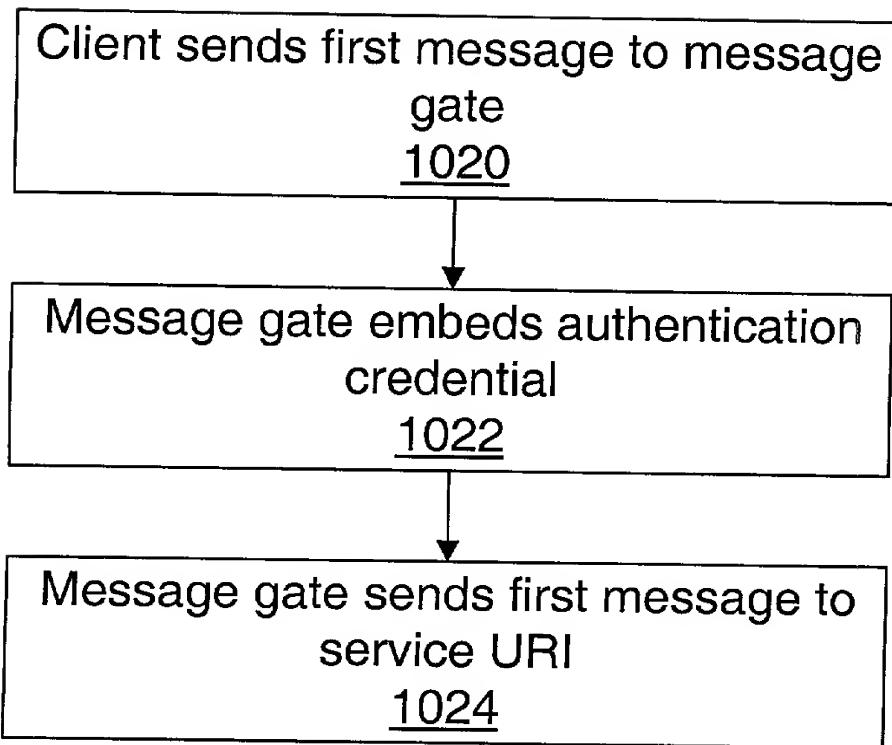 Client sends first message to message
gate
1020
Message gate embeds authentication
credential
1022
Message gate sends first message to
service URI
1024